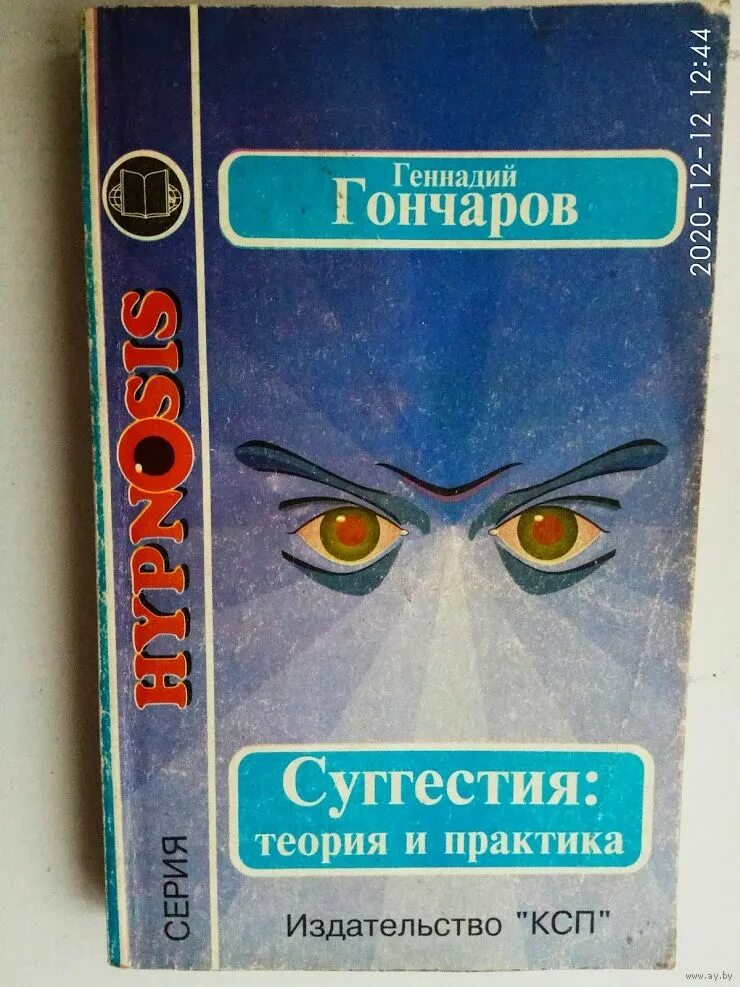 Геннадий
Гончаров
HYPNOSIS
СЕРИЯ
Суггестия:
теория и практика
Издательство "КСП"
2020-12-12 12:44
www.ay.by